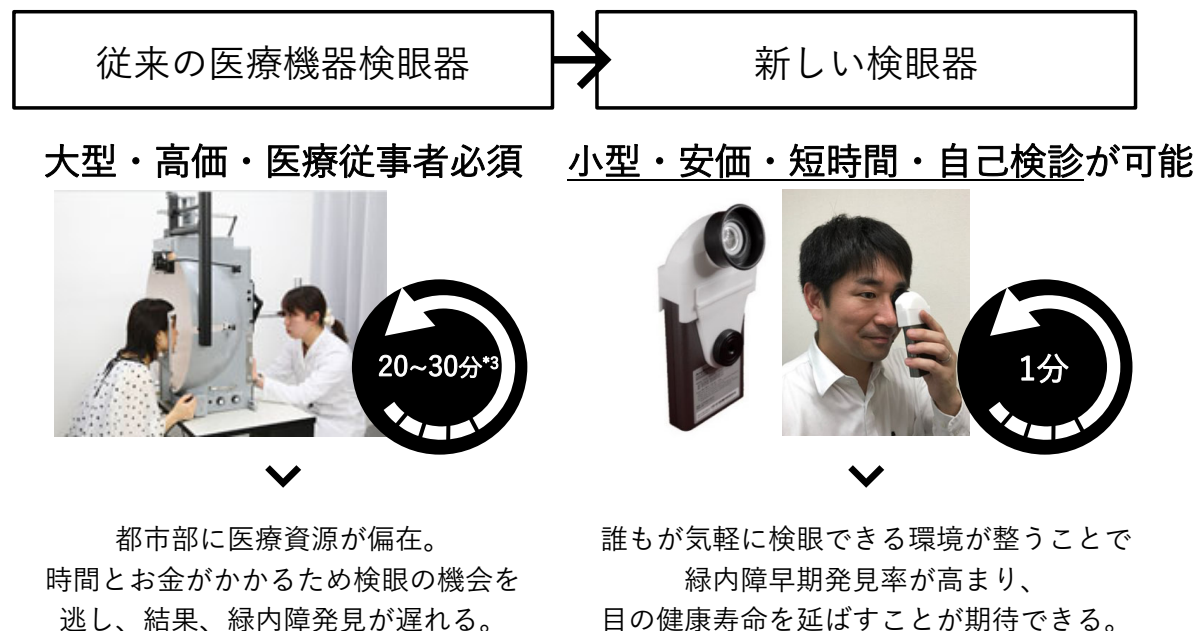 従来の医療機器検眼器
新しい検眼器
大型・高価・医療従事者必須
小型・安価・短時間・自己検診が可能
20~30分*3
1分
都市部に医療資源が偏在。
時間とお金がかかるため検眼の機会を
逃し、結果、緑内障発見が遅れる。
誰もが気軽に検眼できる環境が整うことで
緑内障早期発見率が高まり、
目の健康寿命を延ばすことが期待できる。